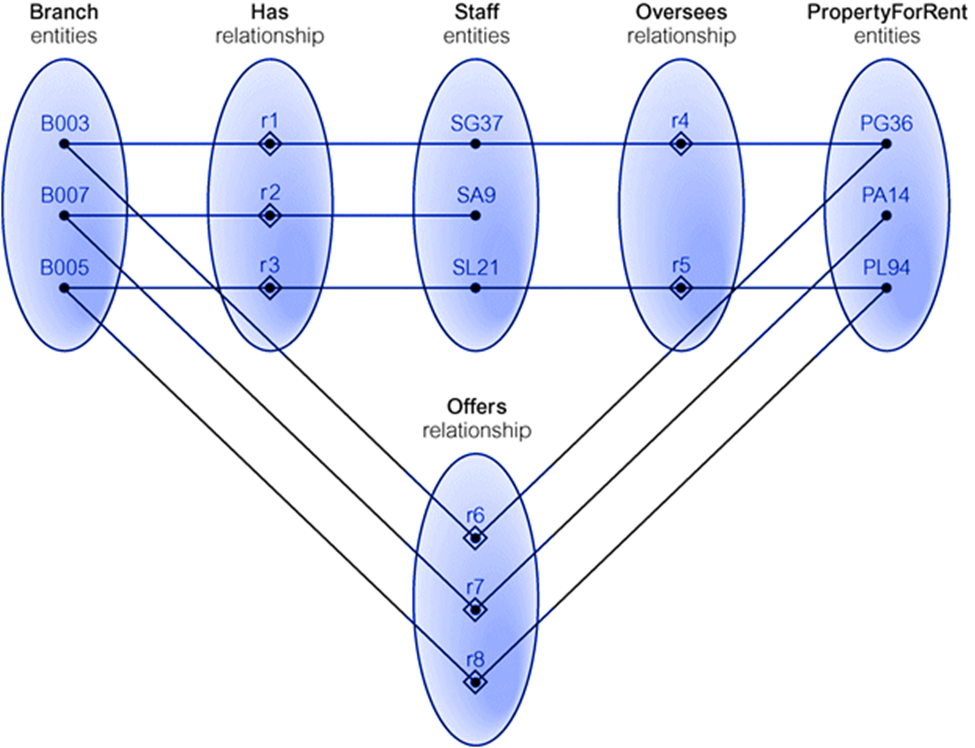 Branch
entities
Has
relationship
Staff
entities
Oversees
relationship
PropertyForRent
entities
B003
r1
SG37
r4
PG36
B007
r2
SA9
PA14
B005
r3
SL21
r5
PL94
Offers
relationship
r6
r7
r8